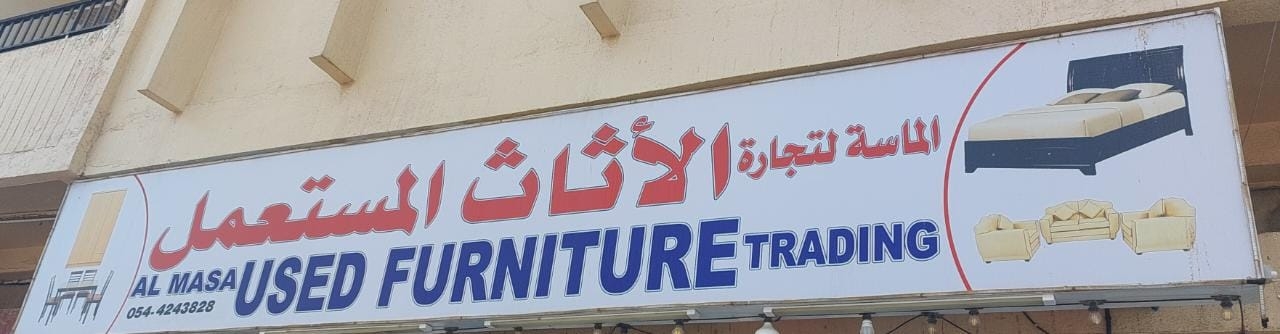 الماسة لتجارة الأثاث المستعمل
AL MASA USED FURNITURE TRADING
054-4243828